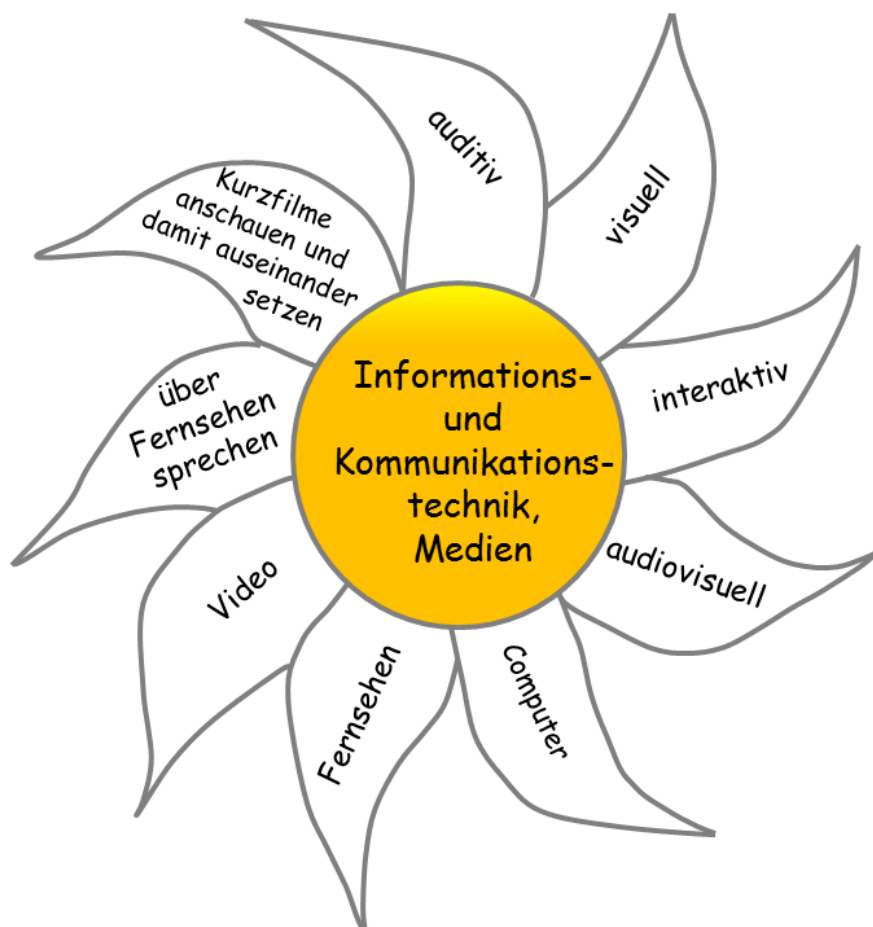 Informations-
und
Kommunikations-
technik,
Medien
auditiv
visuell
interaktiv
audiovisuell
Computer
Fernsehen
Video
über
Fernsehen
sprechen
Kurzfilme
anschauen und
damit auseinander
setzen